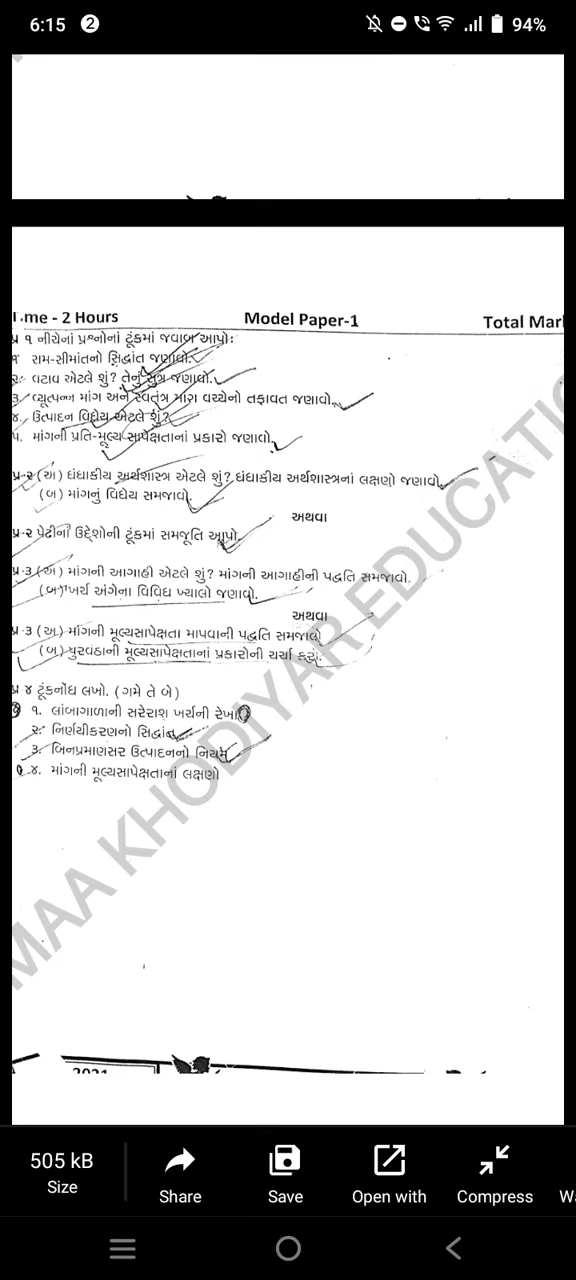 6:15 2 94%
me - 2 Hours Model Paper-1 Total Mar
પ્ર ૧ નીચેનાં પ્રશ્નોનાં ટૂંકમાં જવાબ આપો:
૧ સમ-સીમાંતનો સિદ્ધાંત જણાવો.
૨. વટાવ એટલે શું? તેનું સુત્ર જણાવો.
૩. વ્યૂત્પન્ન માંગ અને સ્વતંત્ર માંગ વચ્ચેનો તફાવત જણાવો.
૪. ઉત્પાદન વિધેય એટલે શું?
૫. માંગની પ્રતિ-મૂલ્ય સાપેક્ષતાનાં પ્રકારો જણાવો.
પ્ર-૨ (અ) ધંધાકીય અર્થશાસ્ત્ર એટલે શું? ધંધાકીય અર્થશાસ્ત્રનાં લક્ષણો જણાવો.
(બ) માંગનું વિધેય સમજાવો.
અથવા
પ્ર-૨ પેઢીનાં ઉદ્દેશોની ટૂંકમાં સમજૂતિ આપો.
પ્ર-૩ (અ) માંગની આગાહી એટલે શું? માંગની આગાહીની પદ્ધતિ સમજાવો.
(બ) ખર્ચ અંગેના વિવિધ ખ્યાલો જણાવો.
અથવા
પ્ર-૩ (અ) માંગની મૂલ્યસાપેક્ષતા માપવાની પદ્ધતિ સમજાવો
(બ) પુરવઠાની મૂલ્યસાપેક્ષતાનાં પ્રકારોની ચર્ચા કરો.
પ્ર ૪ ટૂંકનોંધ લખો. (ગમે તે બે)
૧. લાંબાગાળાની સરેરાશ ખર્ચની રેખા
૨. નિર્ણયીકરણનો સિદ્ધાંત
૩. બિનપ્રમાણસર ઉત્પાદનનો નિયમ
૪. માંગની મૂલ્યસાપેક્ષતાનાં લક્ષણો
MAA KHODIYAR EDUCATI
2021
505 kB
Size Share Save Open with Compress